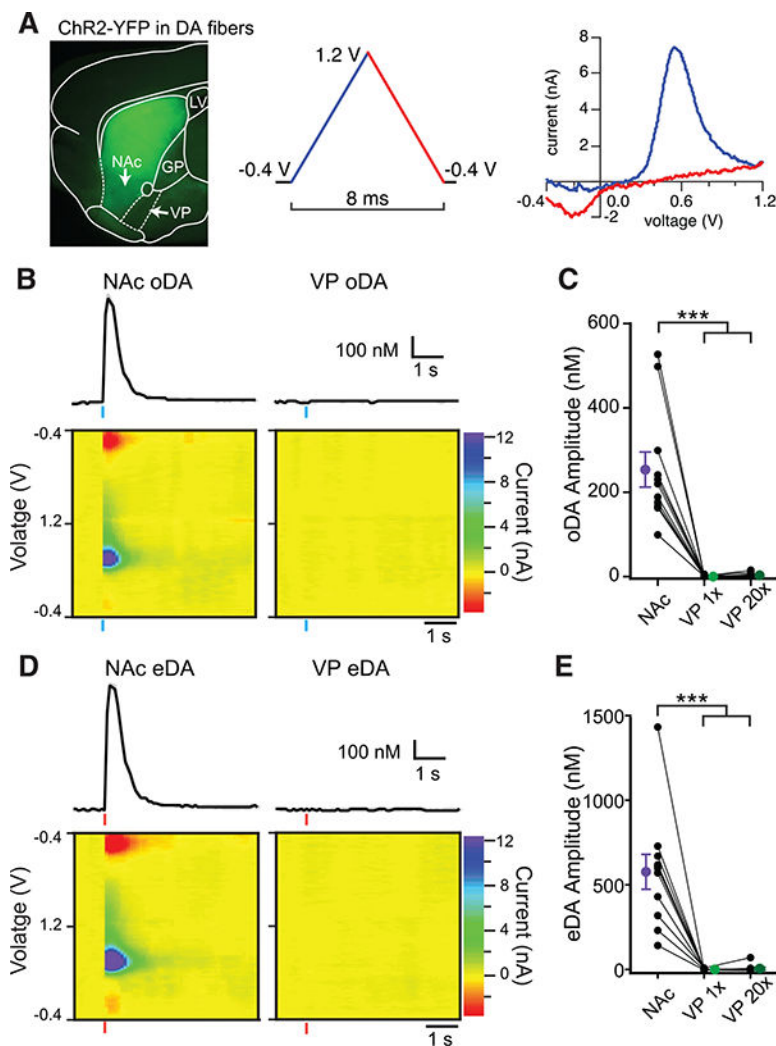 A
ChR2-YFP in DA fibers
LV
NAc
GP
VP
1.2 V
-0.4 V
-0.4 V
8 ms
current (nA)
8
6
4
2
-2
-0.4
0.0
0.6
1.2
voltage (V)
B
NAc oDA
VP oDA
100 nM
1 s
-0.4
1.2
-0.4
Volatge (V)
12
8
4
0
Current (nA)
1 s
C
***
600
400
200
0
oDA Amplitude (nM)
NAc
VP 1x
VP 20x
D
NAc eDA
VP eDA
100 nM
1 s
-0.4
1.2
-0.4
Volatge (V)
12
8
4
0
Current (nA)
1 s
E
***
1500
1000
500
0
eDA Amplitude (nM)
NAc
VP 1x
VP 20x